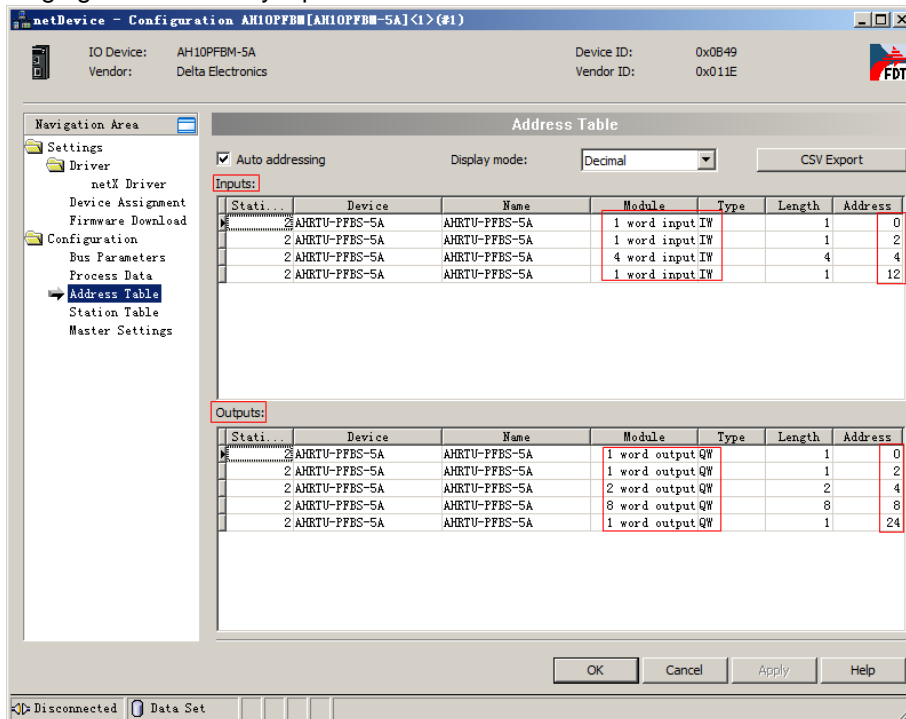 netDevice - Configuration AH10PFBM[AH10PFBM-5A]<1>(#1)
IO Device: AH10PFBM-5A Device ID: 0x0B49
Vendor: Delta Electronics Vendor ID: 0x011E
FDT
Navigation Area
Settings
Driver
netX Driver
Device Assignment
Firmware Download
Configuration
Bus Parameters
Process Data
Address Table
Station Table
Master Settings
Address Table
Auto addressing Display mode: Decimal CSV Export
Inputs:
Stati... Device Name Module Type Length Address
2 AHRTU-PFBS-5A AHRTU-PFBS-5A 1 word input IW 1 0
2 AHRTU-PFBS-5A AHRTU-PFBS-5A 1 word input IW 1 2
2 AHRTU-PFBS-5A AHRTU-PFBS-5A 4 word input IW 4 4
2 AHRTU-PFBS-5A AHRTU-PFBS-5A 1 word input IW 1 12
Outputs:
Stati... Device Name Module Type Length Address
2 AHRTU-PFBS-5A AHRTU-PFBS-5A 1 word output QW 1 0
2 AHRTU-PFBS-5A AHRTU-PFBS-5A 1 word output QW 1 2
2 AHRTU-PFBS-5A AHRTU-PFBS-5A 2 word output QW 2 4
2 AHRTU-PFBS-5A AHRTU-PFBS-5A 8 word output QW 8 8
2 AHRTU-PFBS-5A AHRTU-PFBS-5A 1 word output QW 1 24
OK Cancel Apply Help
Disconnected Data Set